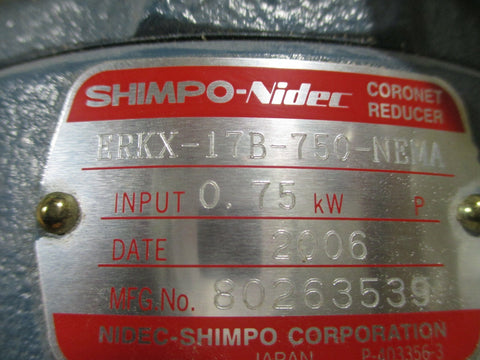 SHIMPO-Nidec CORONET REDUCER
ERKX-17B-750-NEMA
INPUT 0.75 kW P
DATE 2006
MFG.No. 80263539
NIDEC-SHIMPO CORPORATION
JAPAN